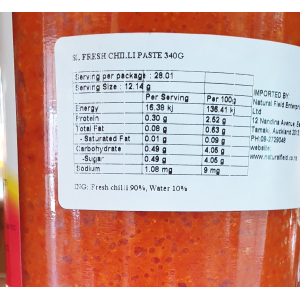 SL FRESH CHILLI PASTE 340G
Serving per package : 28.01
Serving Size : 12.14 g
Per Serving Per 100g
Energy 16.38 kj 136.41 kj
Protein 0.30 g 2.52 g
Total Fat 0.08 g 0.63 g
- Saturated Fat 0.01 g 0.09 g
Carbohydrate 0.49 g 4.05 g
-Sugar 0.49 g 4.05 g
Sodium 1.08 mg 9 mg
ING: Fresh chilli 90%, Water 10%
IMPORTED BY:
Natural Field Enterp
Ltd
12 Nandina Avenue, Ea
Tamaki, Auckland 201
PH:09-2729048
website:
www.naturalfield.c